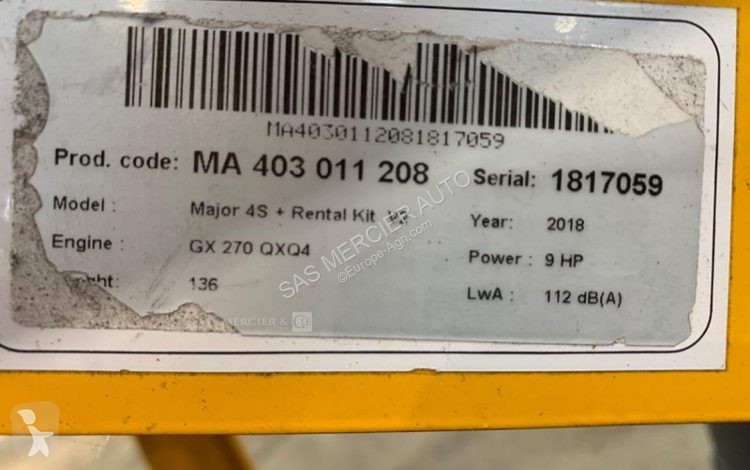 MA4030112081817059
Prod. code: MA 403 011 208 Serial: 1817059
Model : Major 4S + Rental Kit Year: 2018
Engine : GX 270 QXQ4 Power : 9 HP
136 LwA : 112 dB(A)
SAS MERCIER AUTO
©Europe-Agri.com
MERCIER &